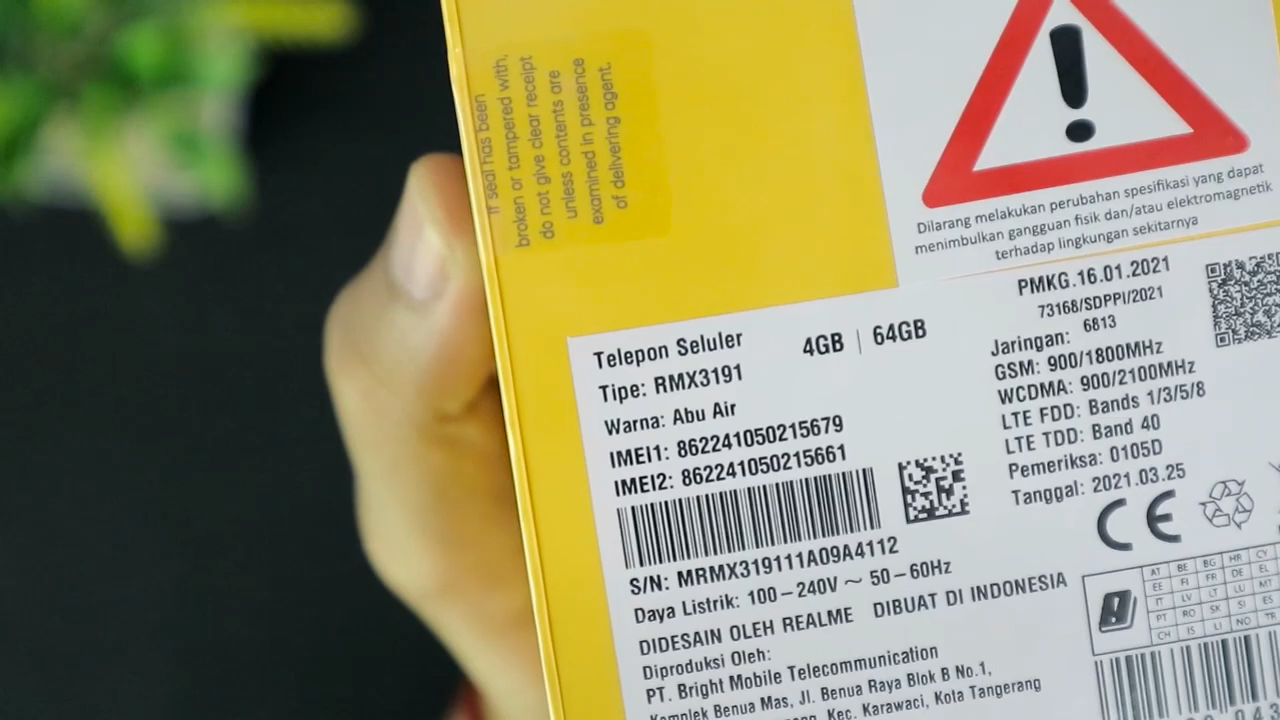 If seal has been
broken or tampered with,
do not give clear receipt
unless contents are
examined in presence
of delivering agent.
Dilarang melakukan perubahan spesifikasi yang dapat
menimbulkan gangguan fisik dan/atau elektromagnetik
terhadap lingkungan sekitarnya
Telepon Seluler 4GB | 64GB
Tipe: RMX3191
Warna: Abu Air
IMEI1: 862241050215679
IMEI2: 862241050215661
S/N: MRMX319111A09A4112
Daya Listrik: 100–240V ~ 50–60Hz
DIDESAIN OLEH REALME DIBUAT DI INDONESIA
Diproduksi Oleh:
PT. Bright Mobile Telecommunication
Komplek Benua Mas, Jl. Benua Raya Blok B No.1,
Kec. Karawaci, Kota Tangerang
PMKG.16.01.2021
73168/SDPPI/2021
6813
Jaringan:
GSM: 900/1800MHz
WCDMA: 900/2100MHz
LTE FDD: Bands 1/3/5/8
LTE TDD: Band 40
Pemeriksa: 0105D
Tanggal: 2021.03.25
CE
AT BE BG HR CY
EE FI FR DE EL
IT LV LT LU MT
PT RO SK SI ES
CH IS LI NO TR